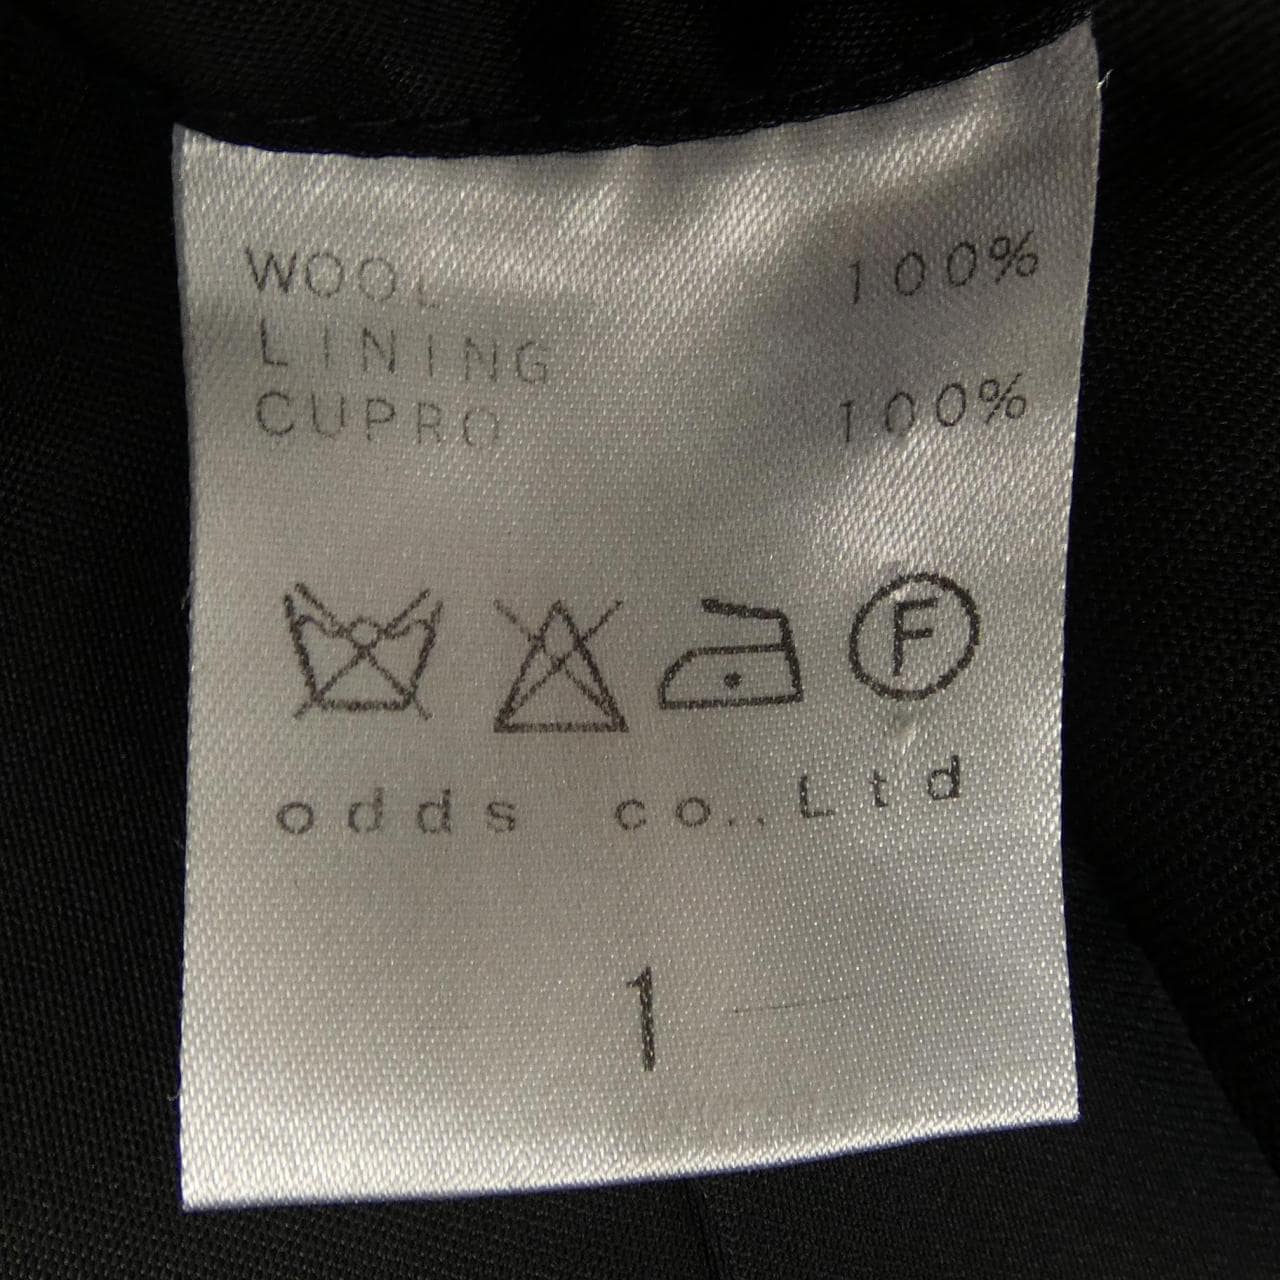 WOOL 100%
LINING
CUPRO 100%
F
odds co., Ltd
1